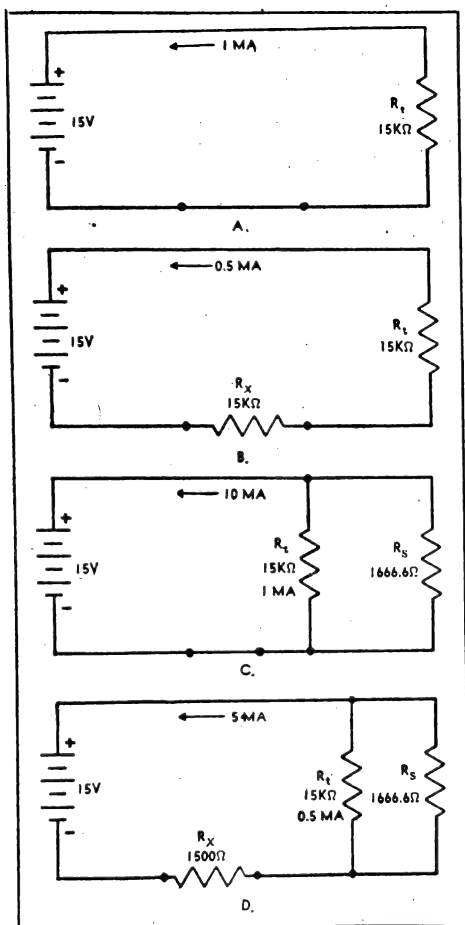 1 MA
+
15V
-
Rt
15KΩ
A.
0.5 MA
+
15V
-
Rt
15KΩ
RX
15KΩ
B.
10 MA
+
15V
-
Rt
15KΩ
1 MA
RS
1666.6Ω
C.
5 MA
+
15V
-
Rt
15KΩ
0.5 MA
RS
1666.6Ω
RX
1500Ω
D.